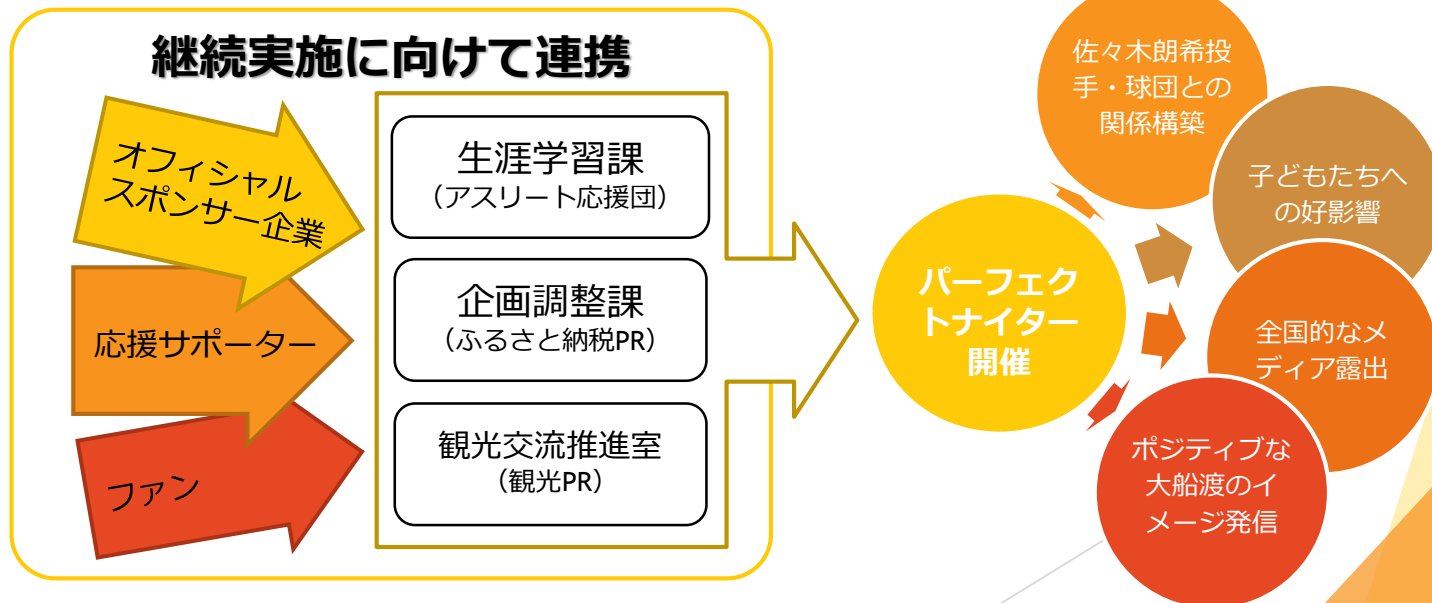 継続実施に向けて連携
オフィシャル
スポンサー企業
応援サポーター
ファン
生涯学習課
（アスリート応援団）
企画調整課
（ふるさと納税PR）
観光交流推進室
（観光PR）
パーフェク
トナイター
開催
佐々木朗希投
手・球団との
関係構築
子どもたちへ
の好影響
全国的なメ
ディア露出
ポジティブな
大船渡のイ
メージ発信